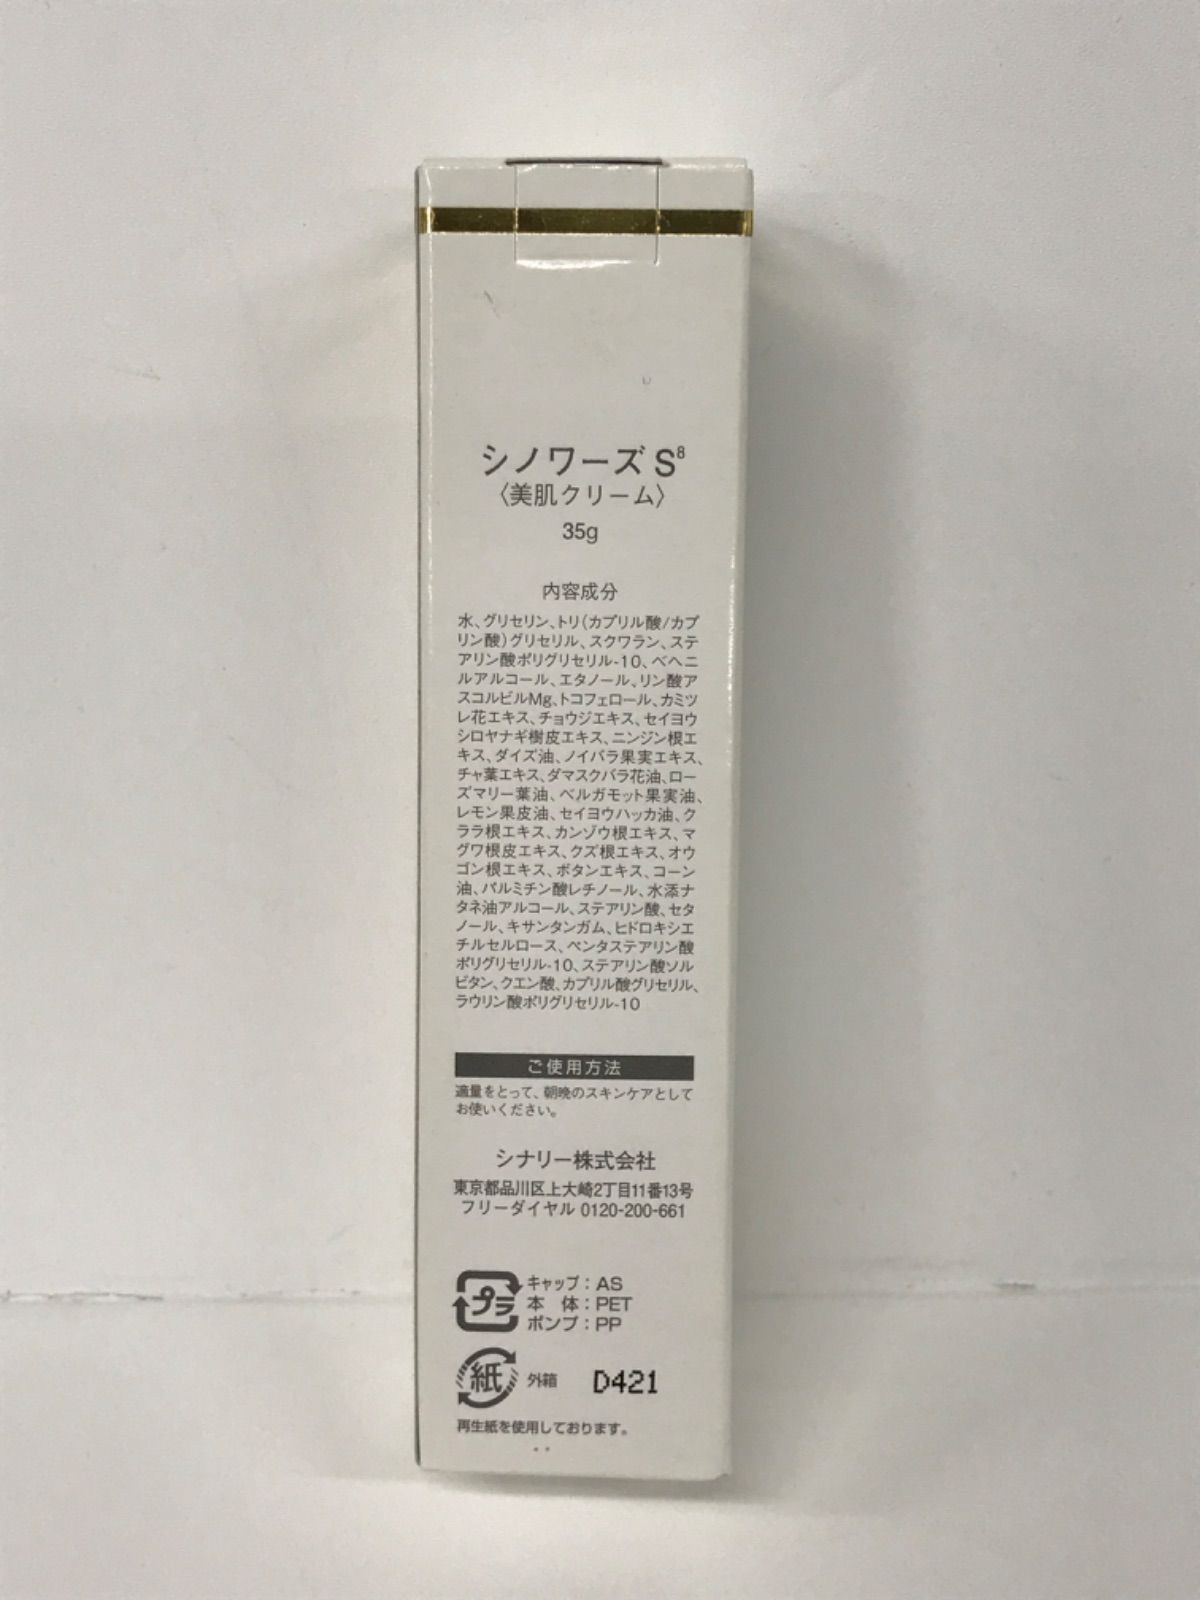 シノワーズ S⁸
〈美肌クリーム〉
35g
内容成分
水、グリセリン、トリ(カプリル酸/カプ
リン酸)グリセリル、スクワラン、ステ
アリン酸ポリグリセリル-10、ベヘニ
ルアルコール、エタノール、リン酸ア
スコルビルMg、トコフェロール、カミツ
レ花エキス、チョウジエキス、セイヨウ
シロヤナギ樹皮エキス、ニンジン根エ
キス、ダイズ油、ノイバラ果実エキス、
チャ葉エキス、ダマスクバラ花油、ロー
ズマリー葉油、ベルガモット果実油、
レモン果皮油、セイヨウハッカ油、ク
ララ根エキス、カンゾウ根エキス、マ
グワ根皮エキス、クズ根エキス、オウ
ゴン根エキス、ボタンエキス、コーン
油、パルミチン酸レチノール、水添ナ
タネ油アルコール、ステアリン酸、セタ
ノール、キサンタンガム、ヒドロキシエ
チルセルロース、ペンタステアリン酸
ポリグリセリル-10、ステアリン酸ソル
ビタン、クエン酸、カプリル酸グリセリル、
ラウリン酸ポリグリセリル-10
ご使用方法
適量をとって、朝晩のスキンケアとして
お使いください。
シナリー株式会社
東京都品川区上大崎2丁目11番13号
フリーダイヤル 0120-200-661
プラ
キャップ：AS
本　体：PET
ポンプ：PP
紙 外箱 D421
再生紙を使用しております。